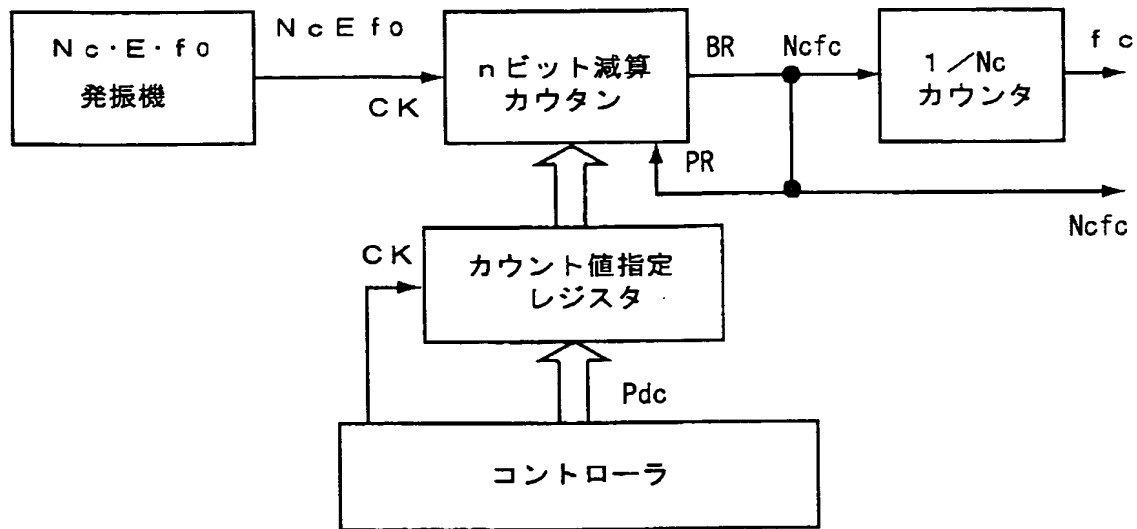 Nc・E・f0
発振機
NcEf0
CK
nビット減算
カウタン
BR
Ncfc
1/Nc
カウンタ
fc
PR
Ncfc
CK
カウント値指定
レジスタ
Pdc
コントローラ